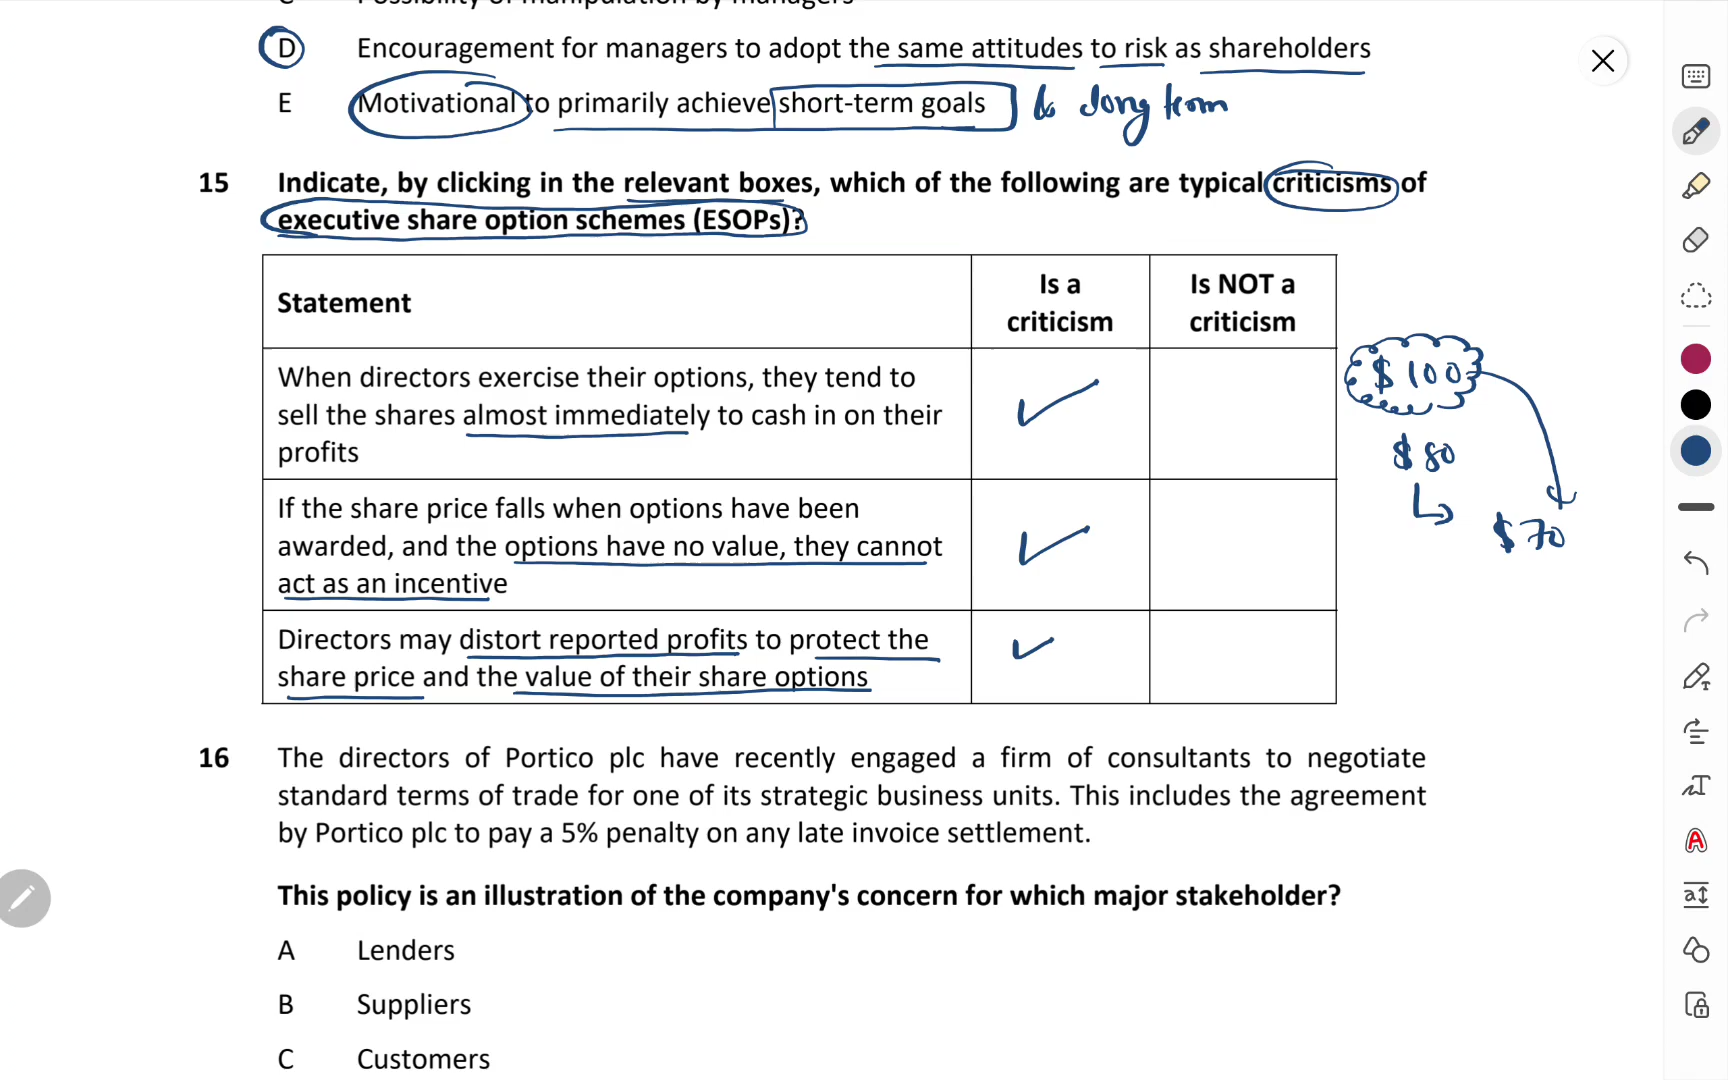 D Encouragement for managers to adopt the same attitudes to risk as shareholders
E Motivational to primarily achieve short-term goals & long term
15 Indicate, by clicking in the relevant boxes, which of the following are typical criticisms of
executive share option schemes (ESOPs)?
Statement
Is a
criticism
Is NOT a
criticism
When directors exercise their options, they tend to
sell the shares almost immediately to cash in on their
profits
If the share price falls when options have been
awarded, and the options have no value, they cannot
act as an incentive
Directors may distort reported profits to protect the
share price and the value of their share options
$ 100
$ 80
$ 70
16 The directors of Portico plc have recently engaged a firm of consultants to negotiate
standard terms of trade for one of its strategic business units. This includes the agreement
by Portico plc to pay a 5% penalty on any late invoice settlement.
This policy is an illustration of the company's concern for which major stakeholder?
A Lenders
B Suppliers
C Customers